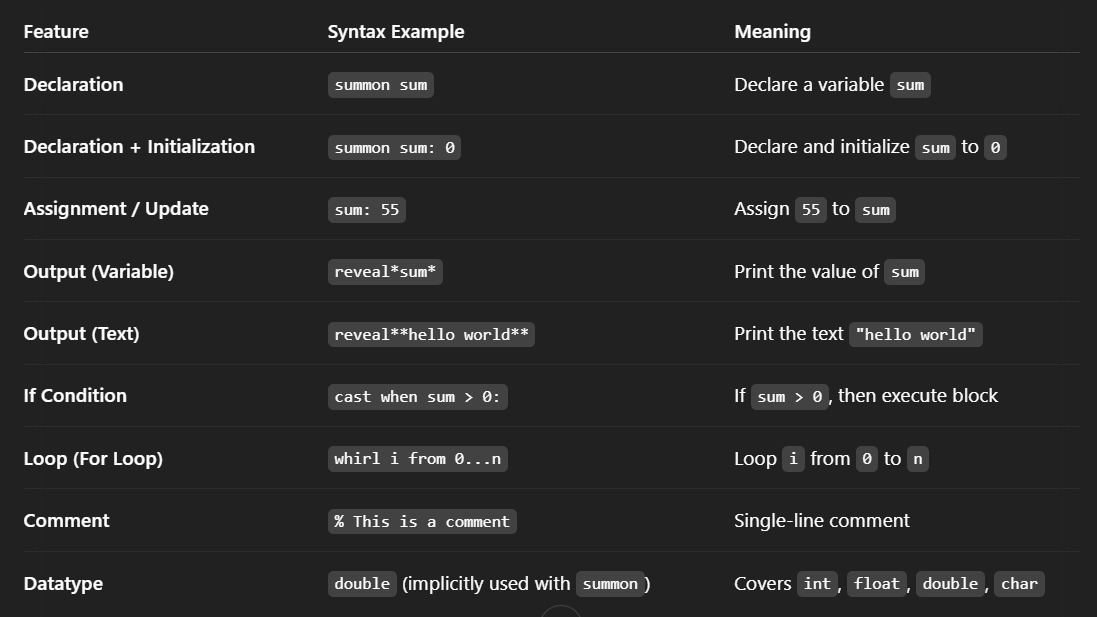 Feature Syntax Example Meaning
Declaration summon sum Declare a variable sum
Declaration + Initialization summon sum: 0 Declare and initialize sum to 0
Assignment / Update sum: 55 Assign 55 to sum
Output (Variable) reveal*sum* Print the value of sum
Output (Text) reveal**hello world** Print the text "hello world"
If Condition cast when sum > 0: If sum > 0, then execute block
Loop (For Loop) whirl i from 0...n Loop i from 0 to n
Comment % This is a comment Single-line comment
Datatype double (implicitly used with summon) Covers int, float, double, char